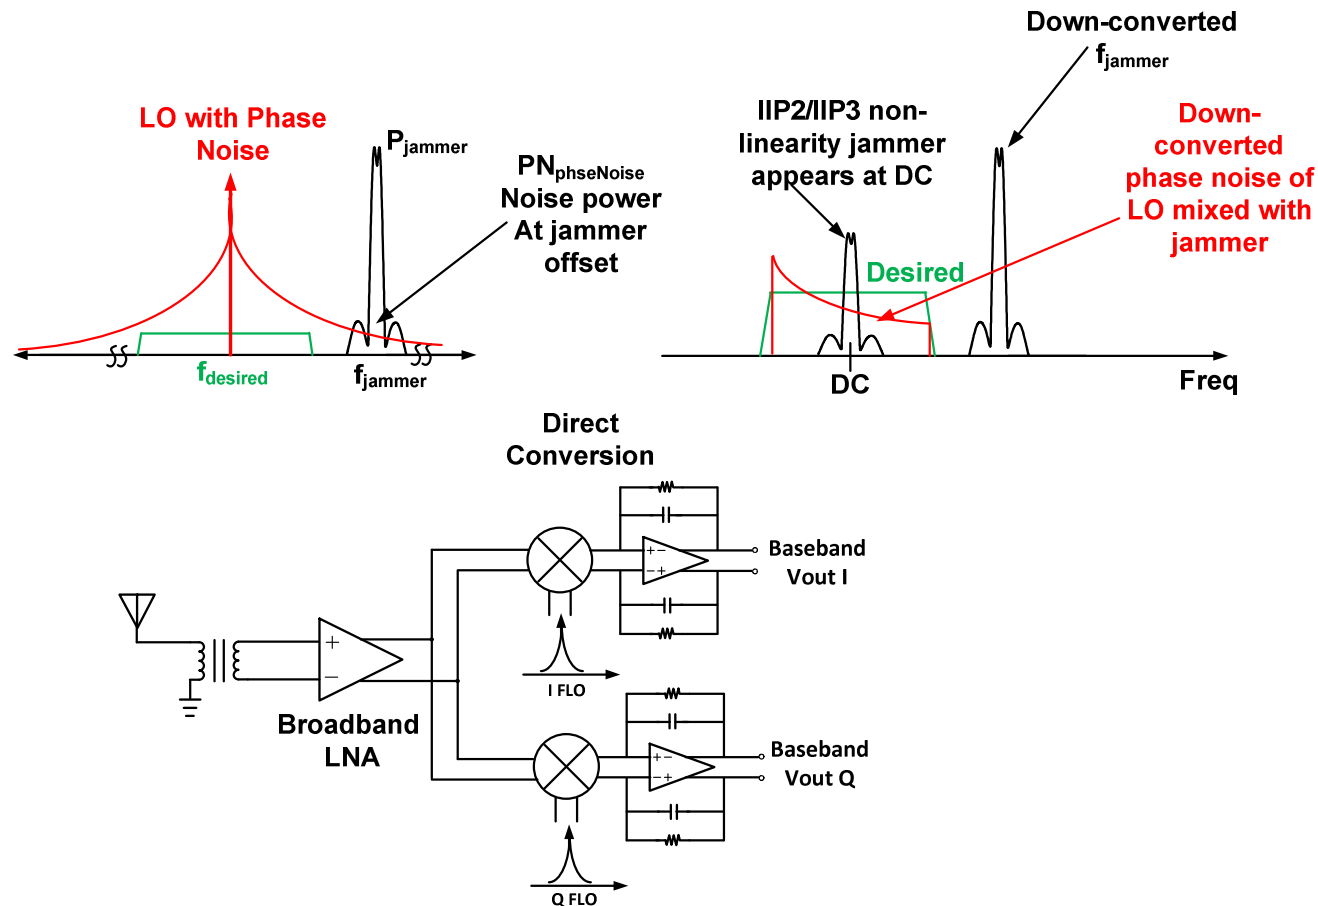 LO with Phase
Noise
P_jammer
PN_phseNoise
Noise power
At jammer
offset
f_desired
f_jammer
Down-converted
f_jammer
IIP2/IIP3 non-
linearity jammer
appears at DC
Down-
converted
phase noise of
LO mixed with
jammer
Desired
DC
Freq
Direct
Conversion
+ -
- +
Baseband
Vout I
+
-
I FLO
Broadband
LNA
+ -
- +
Baseband
Vout Q
Q FLO